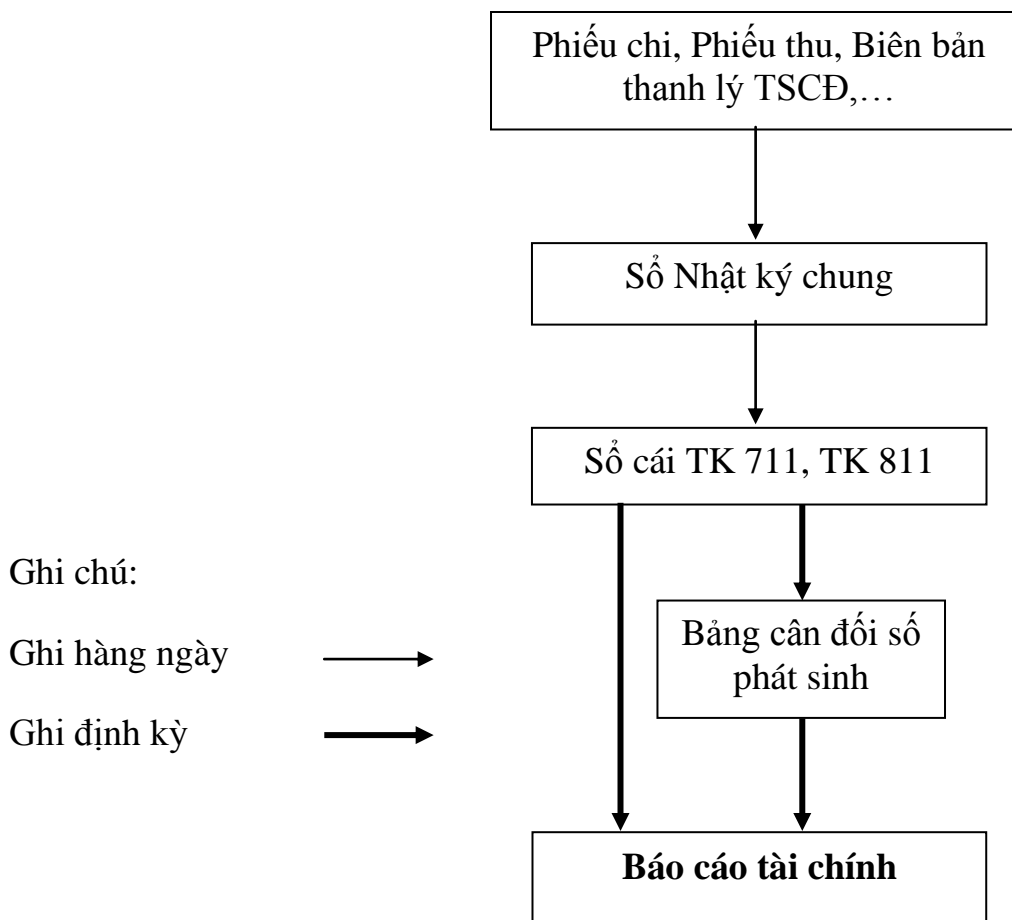 Phiếu chi, Phiếu thu, Biên bản
thanh lý TSCĐ,…
Sổ Nhật ký chung
Sổ cái TK 711, TK 811
Ghi chú:
Ghi hàng ngày
Ghi định kỳ
Bảng cân đối số
phát sinh
Báo cáo tài chính